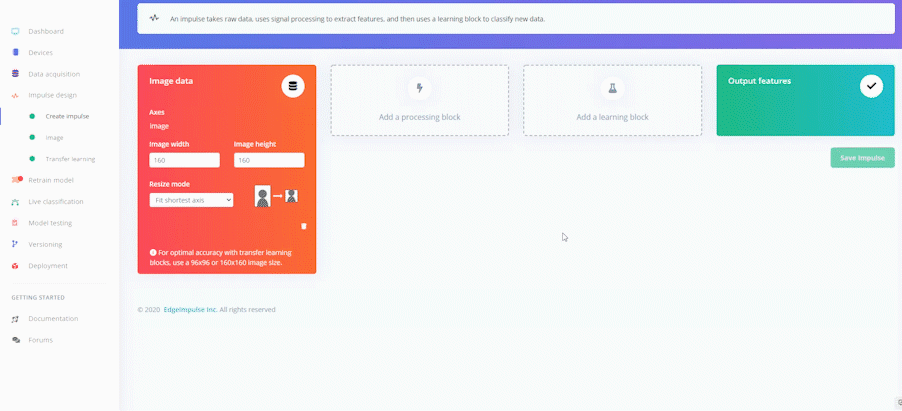 An impulse takes raw data, uses signal processing to extract features, and then uses a learning block to classify new data.
Dashboard
Devices
Data acquisition
Impulse design
Create impulse
Image
Transfer learning
Retrain model
Live classification
Model testing
Versioning
Deployment
GETTING STARTED
Documentation
Forums
Image data
Axes
image
Image width
Image height
160
160
Resize mode
Fit shortest axis
For optimal accuracy with transfer learning
blocks, use a 96x96 or 160x160 image size.
Add a processing block
Add a learning block
Output features
Save Impulse
© 2020 EdgeImpulse Inc. All rights reserved